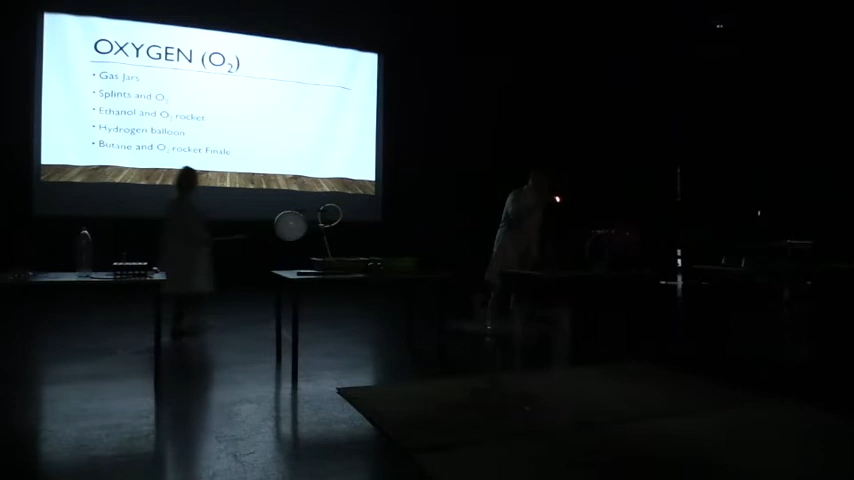 OXYGEN (O₂)
• Gas Jars
• Splints and O₂
• Ethanol and O₂ rocket
• Hydrogen balloon
• Butane and O₂ rocket Finale